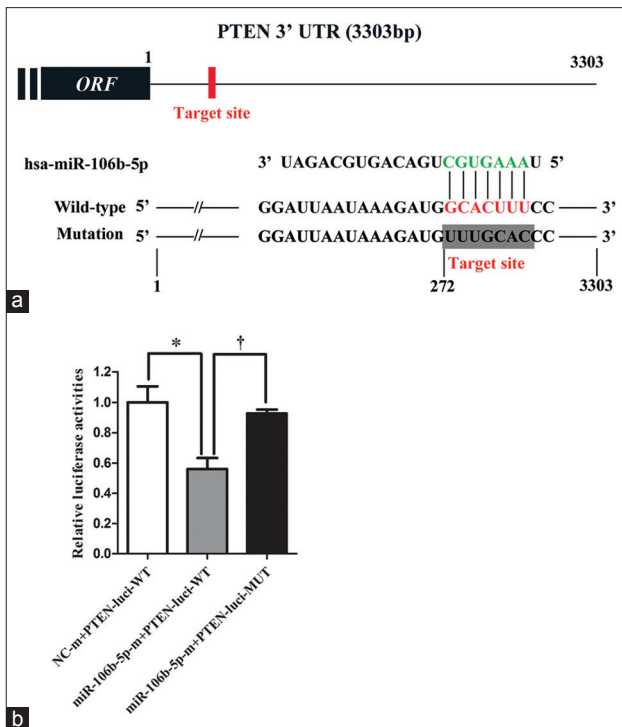 PTEN 3' UTR (3303bp)
1
3303
ORF
Target site
hsa-miR-106b-5p 3' UAGACGUGACAGUCGUGAAAU 5'
Wild-type 5' // GGAUUAAUAAAGAUGGCACUUUCC 3'
Mutation 5' // GGAUUAAUAAAGAUGUUUGCACCC 3'
Target site
1 272 3303
a
* †
Relative luciferase activities
1.2
1.0
0.8
0.6
0.4
0.2
0.0
NC-m+PTEN-luci-WT
miR-106b-5p-m+PTEN-luci-WT
miR-106b-5p-m+PTEN-luci-MUT
b